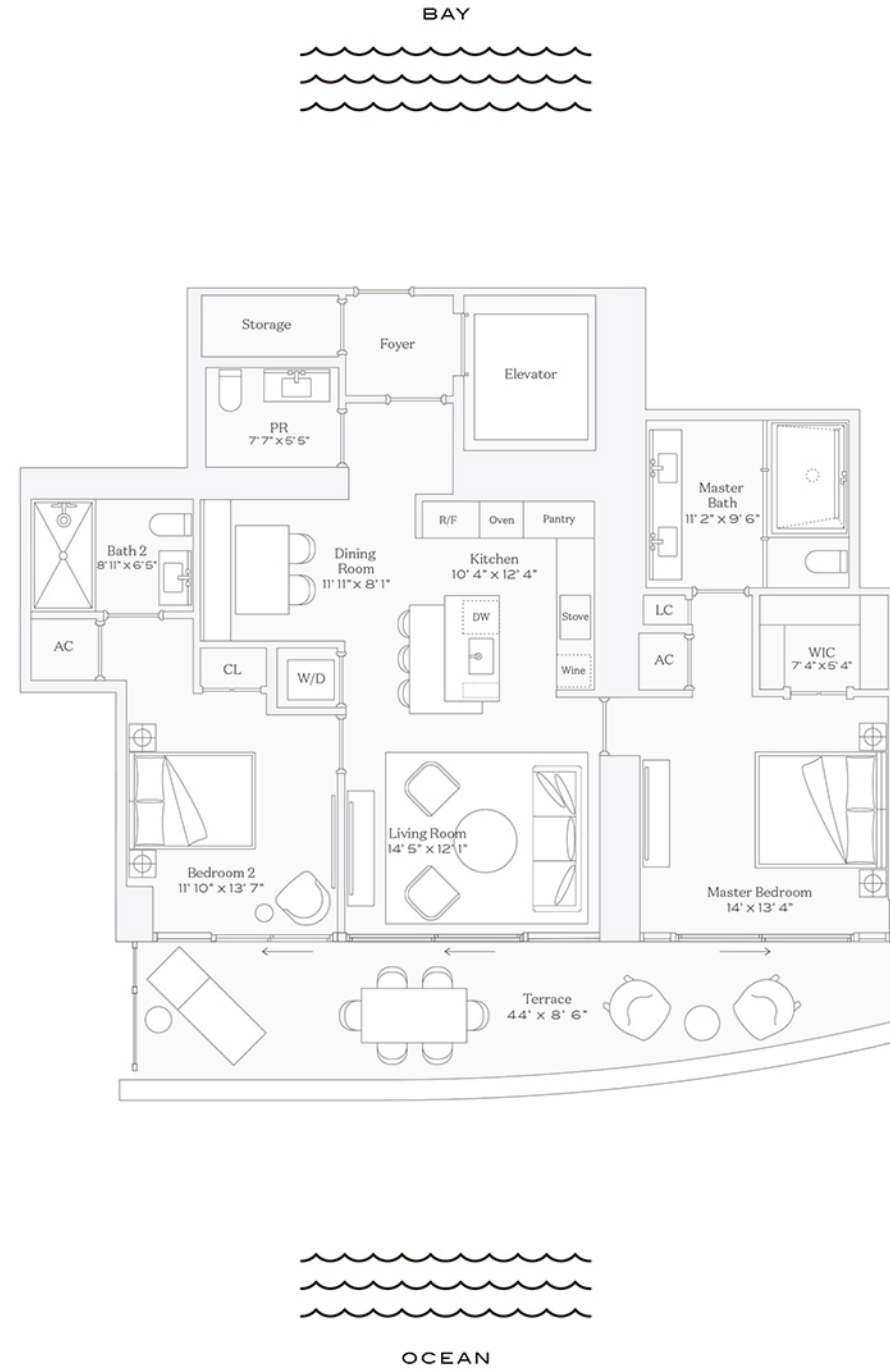 BAY
Storage
Foyer
Elevator
PR
7' 7" x 5' 5"
Master
Bath
11' 2" x 9' 6"
R/F
Oven
Pantry
Bath 2
8' 11" x 6' 5"
Dining
Room
11' 11" x 8' 1"
Kitchen
10' 4" x 12' 4"
DW
Stove
LC
AC
CL
W/D
Wine
AC
WIC
7' 4" x 5' 4"
Living Room
14' 5" x 12' 1"
Bedroom 2
11' 10" x 13' 7"
Master Bedroom
14' x 13' 4"
Terrace
44' x 8' 6"
OCEAN